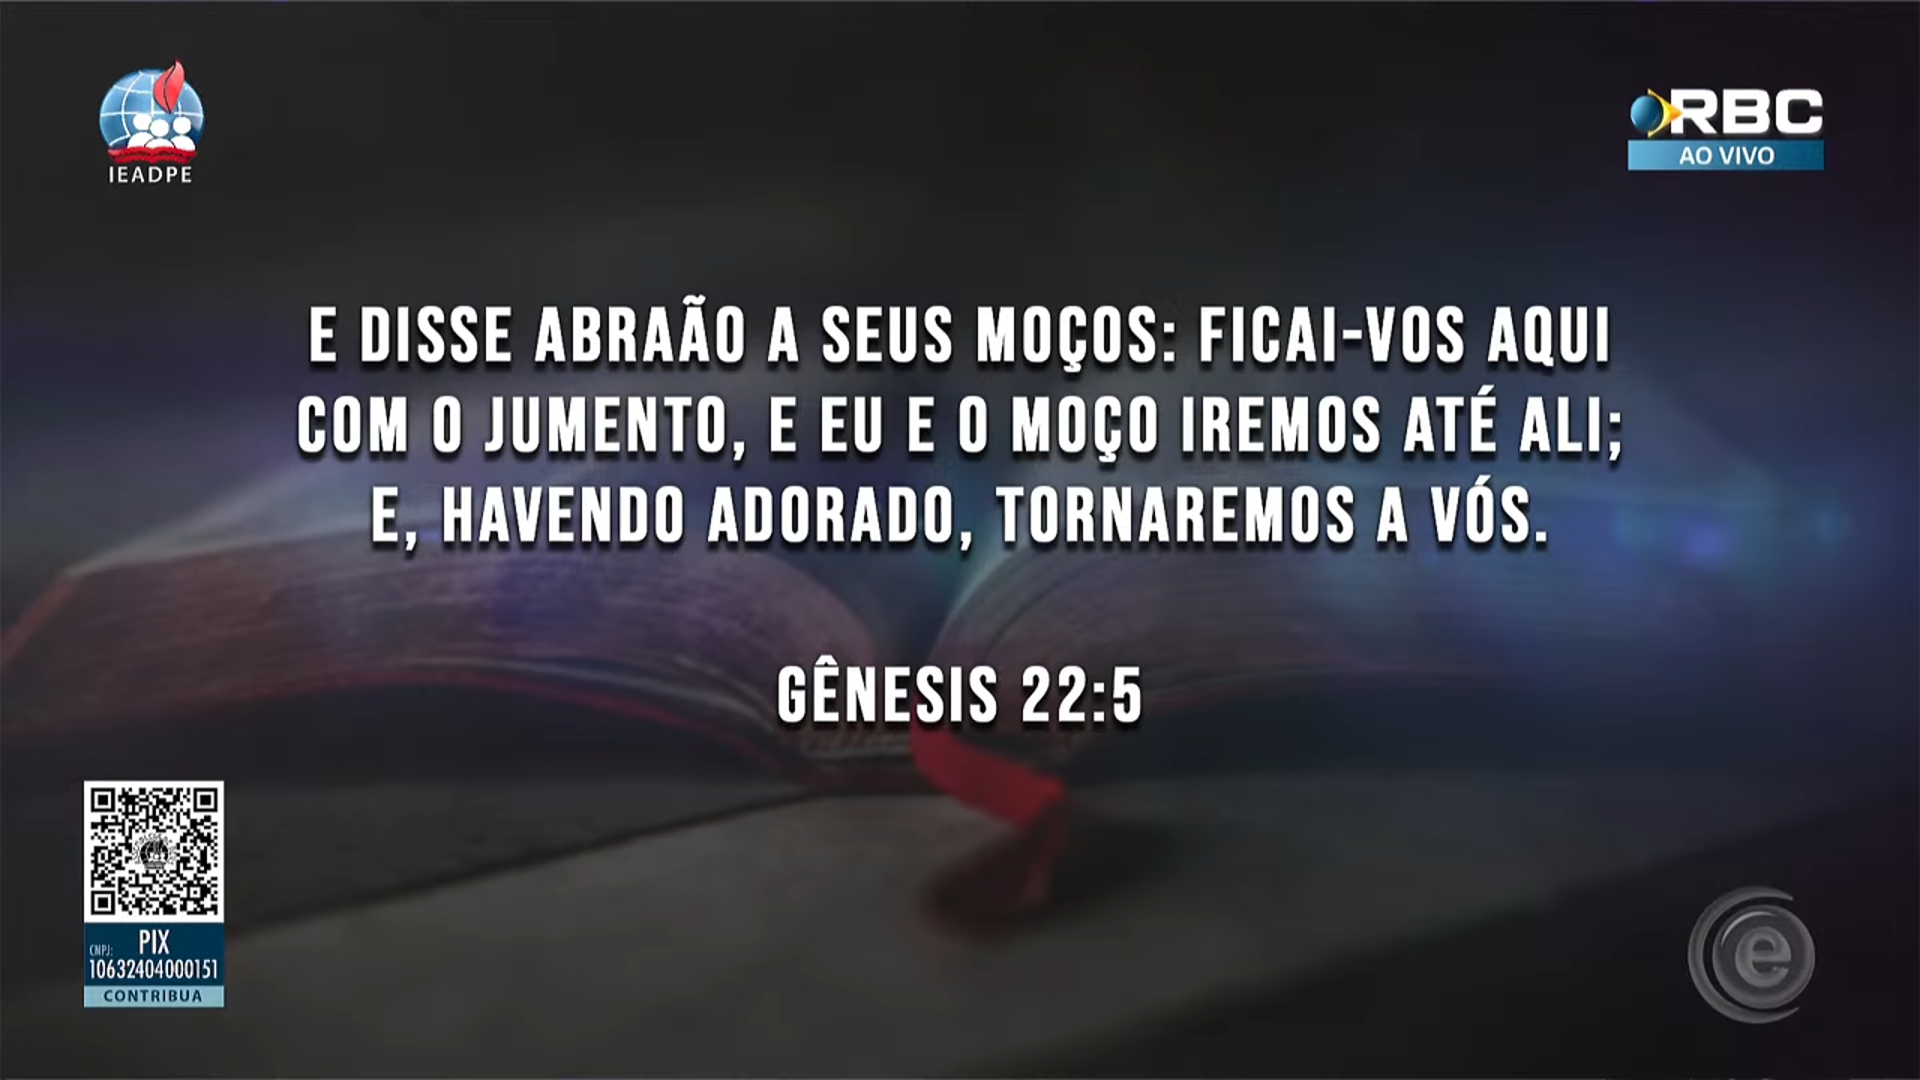 IEADPE
RBC
AO VIVO
E DISSE ABRAÃO A SEUS MOÇOS: FICAI-VOS AQUI
COM O JUMENTO, E EU E O MOÇO IREMOS ATÉ ALI;
E, HAVENDO ADORADO, TORNAREMOS A VÓS.
GÊNESIS 22:5
CNPJ: PIX
10632404000151
CONTRIBUA
e